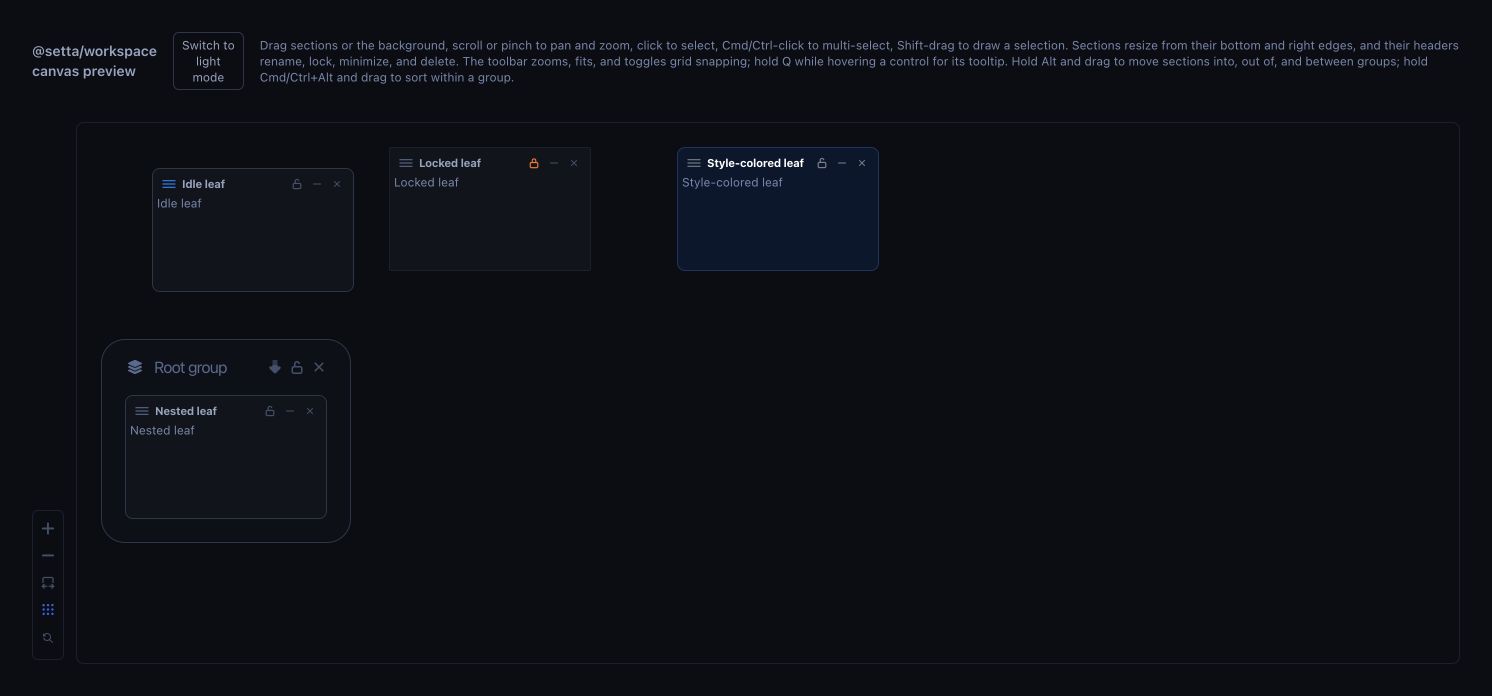 @setta/workspace
canvas preview
Switch to
light
mode
Drag sections or the background, scroll or pinch to pan and zoom, click to select, Cmd/Ctrl-click to multi-select, Shift-drag to draw a selection. Sections resize from their bottom and right edges, and their headers
rename, lock, minimize, and delete. The toolbar zooms, fits, and toggles grid snapping; hold Q while hovering a control for its tooltip. Hold Alt and drag to move sections into, out of, and between groups; hold
Cmd/Ctrl+Alt and drag to sort within a group.
Idle leaf
Idle leaf
Locked leaf
Locked leaf
Style-colored leaf
Style-colored leaf
Root group
Nested leaf
Nested leaf